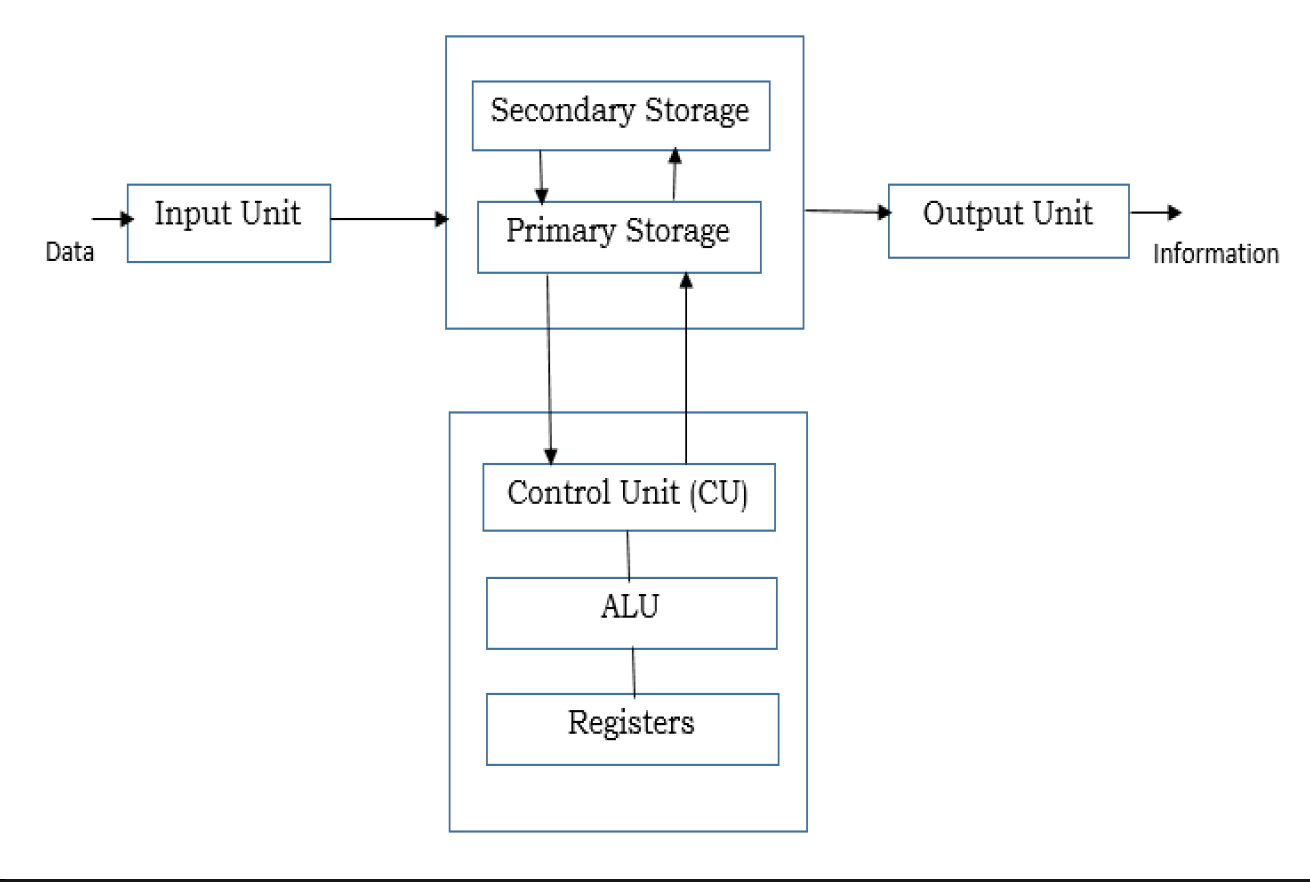 Secondary Storage
Input Unit
Primary Storage
Output Unit
Data
Information
Control Unit (CU)
ALU
Registers